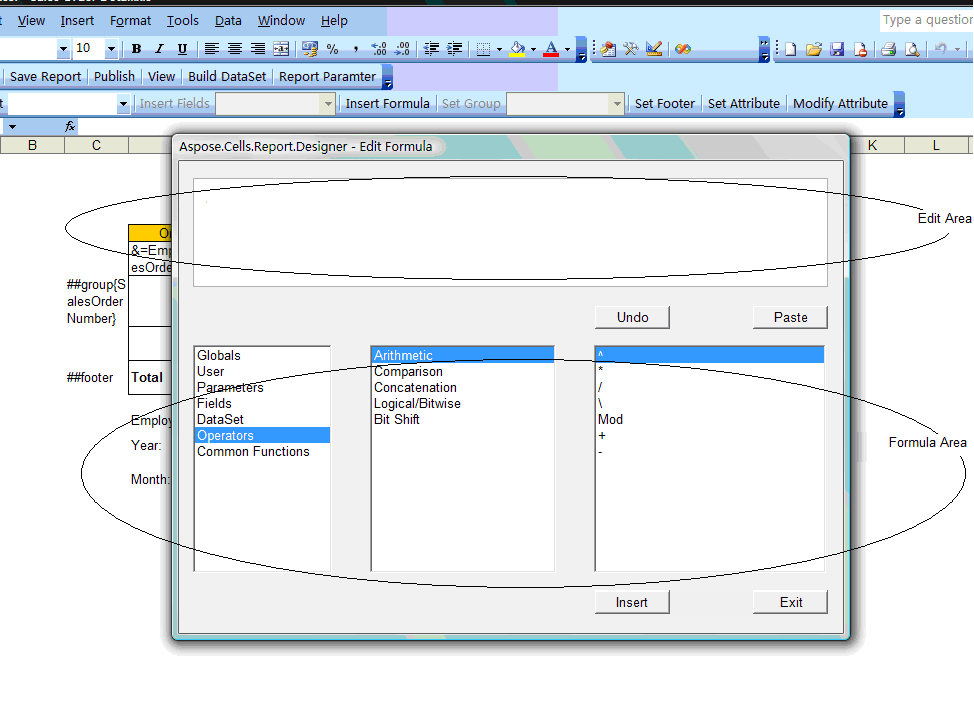 View Insert Format Tools Data Window Help
Type a question
10 B I U % ,
Save Report Publish View Build DataSet Report Paramter
Insert Fields Insert Formula Set Group Set Footer Set Attribute Modify Attribute
fx
B C K L
Aspose.Cells.Report.Designer - Edit Formula
Edit Area
&=Emp
esOrde
##group{S
alesOrder
Number}
Undo Paste
##footer
Total
Employ
Year:
Month:
Globals
User
Parameters
Fields
DataSet
Operators
Common Functions
Arithmetic
Comparison
Concatenation
Logical/Bitwise
Bit Shift
^
*
/
\
Mod
+
-
Formula Area
Insert Exit